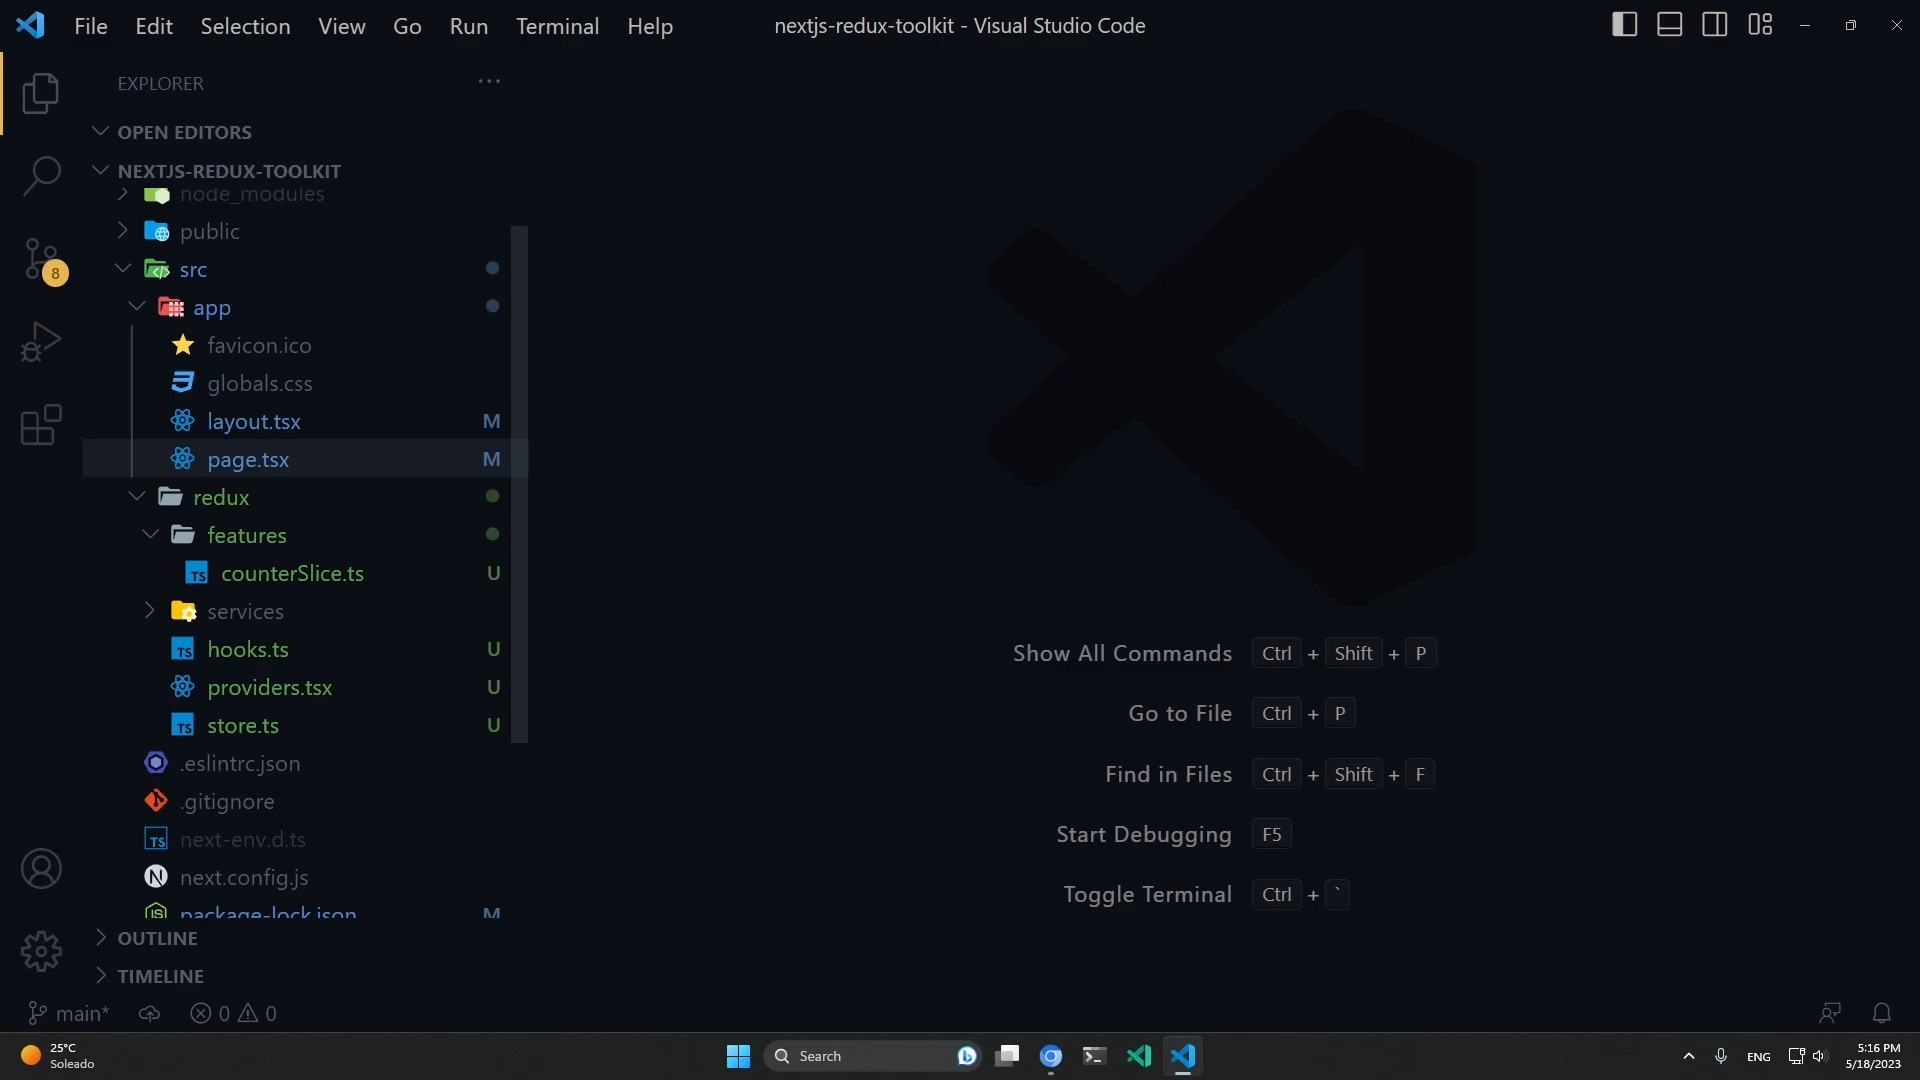 File Edit Selection View Go Run Terminal Help
nextjs-redux-toolkit - Visual Studio Code
EXPLORER
OPEN EDITORS
NEXTJS-REDUX-TOOLKIT
node_modules
public
src
app
favicon.ico
globals.css
layout.tsx M
page.tsx M
redux
features
counterSlice.ts U
services
hooks.ts U
providers.tsx U
store.ts U
.eslintrc.json
.gitignore
next-env.d.ts
next.config.js
package-lock.json M
OUTLINE
TIMELINE
8
Show All Commands Ctrl + Shift + P
Go to File Ctrl + P
Find in Files Ctrl + Shift + F
Start Debugging F5
Toggle Terminal Ctrl + `
main* 0 0
25°C
Soleado
Search
ENG
5:16 PM
5/18/2023